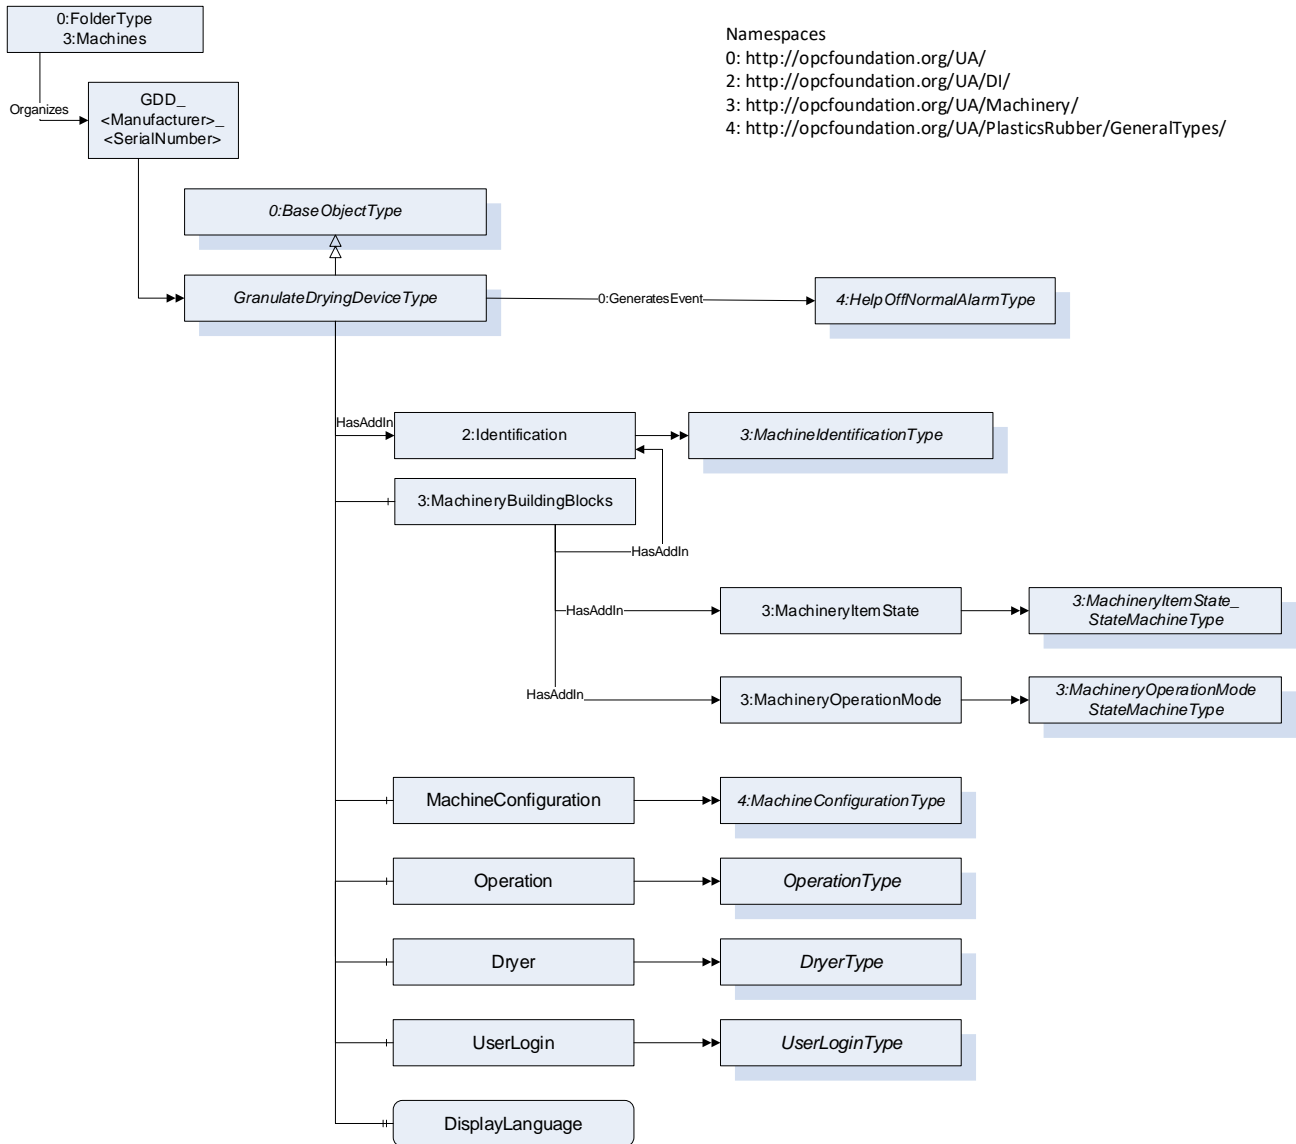 0:FolderType
3:Machines
Namespaces
0: http://opcfoundation.org/UA/
2: http://opcfoundation.org/UA/DI/
3: http://opcfoundation.org/UA/Machinery/
4: http://opcfoundation.org/UA/PlasticsRubber/GeneralTypes/
Organizes
GDD_
<Manufacturer>_
<SerialNumber>
0:BaseObjectType
GranulateDryingDeviceType
0:GeneratesEvent
4:HelpOffNormalAlarmType
HasAddIn
2:Identification
3:MachineIdentificationType
3:MachineryBuildingBlocks
HasAddIn
HasAddIn
3:MachineryItemState
3:MachineryItemState_
StateMachineType
HasAddIn
3:MachineryOperationMode
3:MachineryOperationMode
StateMachineType
MachineConfiguration
4:MachineConfigurationType
Operation
OperationType
Dryer
DryerType
UserLogin
UserLoginType
DisplayLanguage